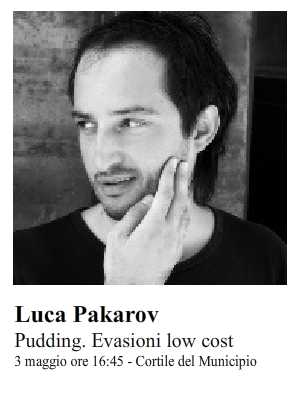 Luca Pakarov
Pudding. Evasioni low cost
3 maggio ore 16:45 - Cortile del Municipio